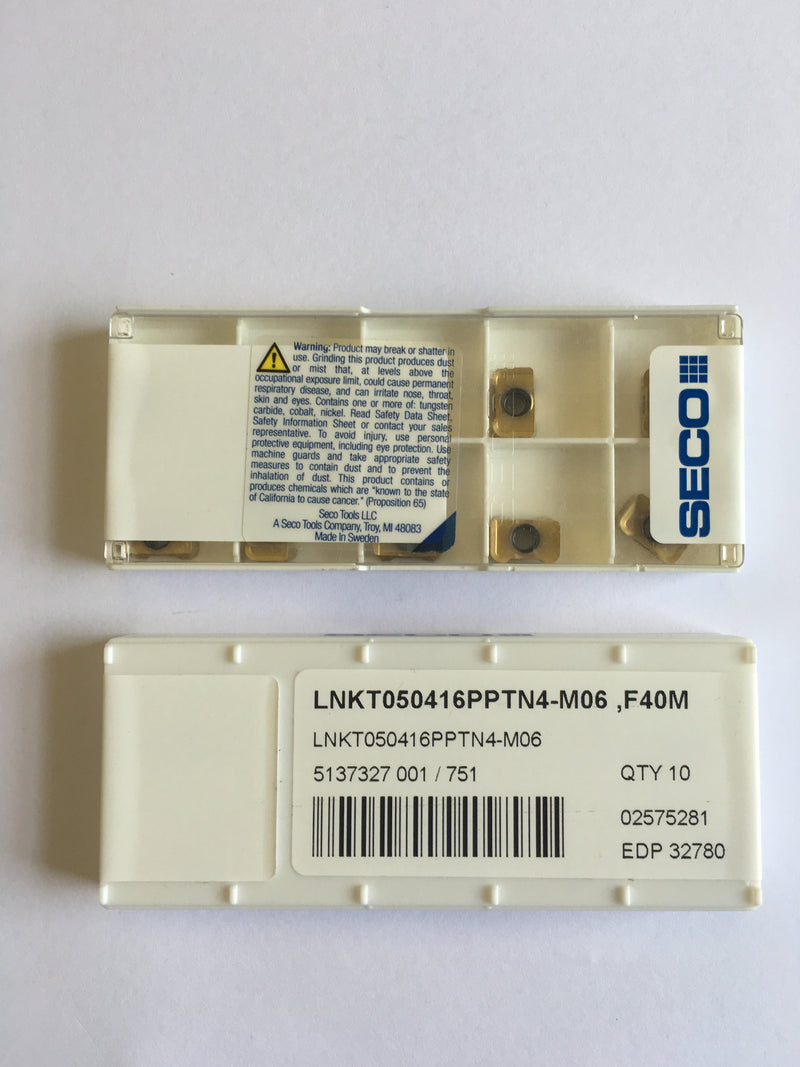 Warning: Product may break or shatter in
use. Grinding this product produces dust
or mist that, at levels above the
occupational exposure limit, could cause permanent
respiratory disease, and can irritate nose, throat,
skin and eyes. Contains one or more of: tungsten
carbide, cobalt, nickel. Read Safety Data Sheet,
Safety Information Sheet or contact your sales
representative. To avoid injury, use personal
protective equipment, including eye protection. Use
machine guards and take appropriate safety
measures to contain dust and to prevent the
inhalation of dust. This product contains or
produces chemicals which are "known to the state
of California to cause cancer." (Proposition 65)
Seco Tools LLC
A Seco Tools Company, Troy, MI 48083
Made In Sweden
SECO
LNKT050416PPTN4-M06 ,F40M
LNKT050416PPTN4-M06
5137327 001 / 751
QTY 10
02575281
EDP 32780